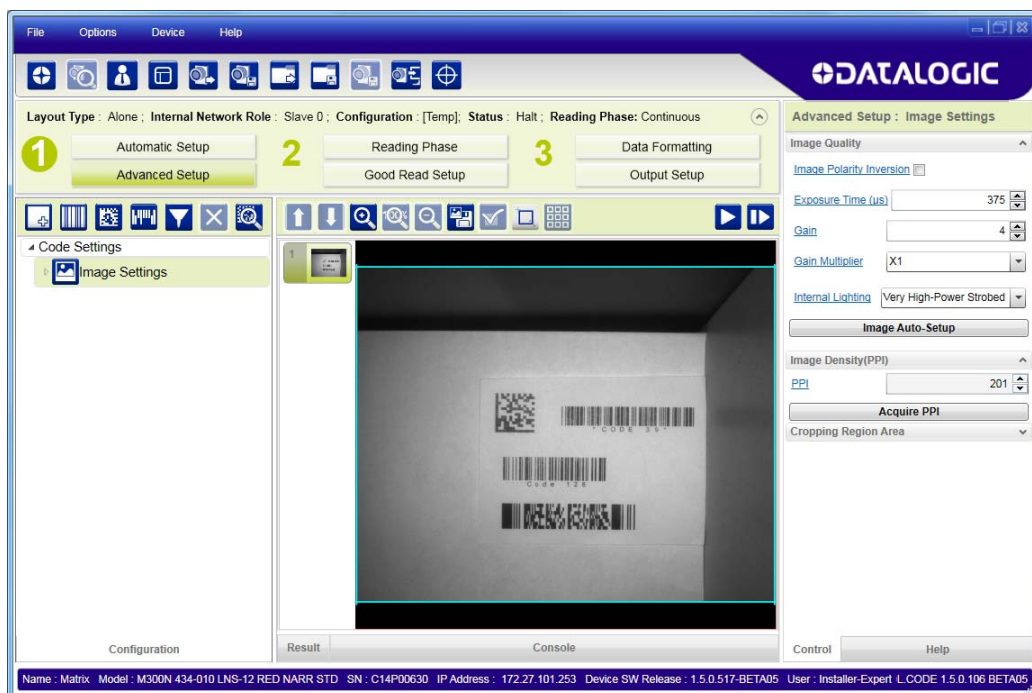 File Options Device Help
DATALOGIC
Layout Type : Alone ; Internal Network Role : Slave 0 ; Configuration : [Temp]; Status : Halt ; Reading Phase: Continuous
1 Automatic Setup 2 Reading Phase 3 Data Formatting
Advanced Setup Good Read Setup Output Setup
100%
Code Settings
Image Settings
1
*CODE 39*
Code 128
Configuration
Result Console
Advanced Setup : Image Settings
Image Quality
Image Polarity Inversion
Exposure Time (µs) 375
Gain 4
Gain Multiplier X1
Internal Lighting Very High-Power Strobed
Image Auto-Setup
Image Density(PPI)
PPI 201
Acquire PPI
Cropping Region Area
Control Help
Name : Matrix Model : M300N 434-010 LNS-12 RED NARR STD SN : C14P00630 IP Address : 172.27.101.253 Device SW Release : 1.5.0.517-BETA05 User : Installer-Expert L.CODE 1.5.0.106 BETA05